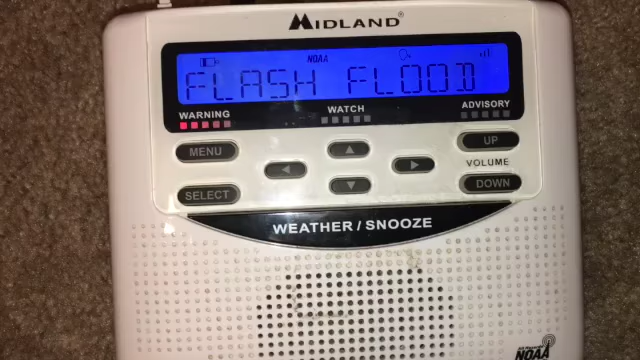 MIDLAND®
NOAA
FLASH FLOOD
WARNING
WATCH
ADVISORY
MENU
UP
VOLUME
SELECT
DOWN
WEATHER / SNOOZE
NOAA